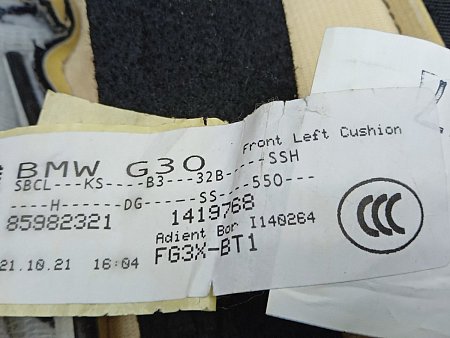 BMW G30 Front Left Cushion
SBCL---KS----B3---32B----SSH
----H------DG-----SS---550---
85982321 1419768
Adient Bor I140264
21.10.21 16:04 FG3X-BT1
CCC